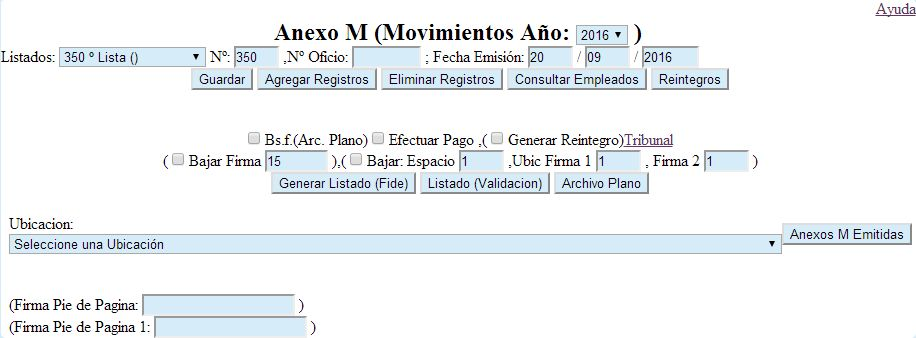 Ayuda
Anexo M (Movimientos Año: 2016 )
Listados: 350 º Lista () Nº: 350 ,Nº Oficio: ; Fecha Emisión: 20 / 09 / 2016
Guardar Agregar Registros Eliminar Registros Consultar Empleados Reintegros
Bs.f.(Arc. Plano) Efectuar Pago ,( Generar Reintegro)Tribunal
( Bajar Firma 15 ),( Bajar: Espacio 1 ,Ubic Firma 1 1 , Firma 2 1 )
Generar Listado (Fide) Listado (Validacion) Archivo Plano
Ubicacion:
Seleccione una Ubicación Anexos M Emitidas
(Firma Pie de Pagina: )
(Firma Pie de Pagina 1: )